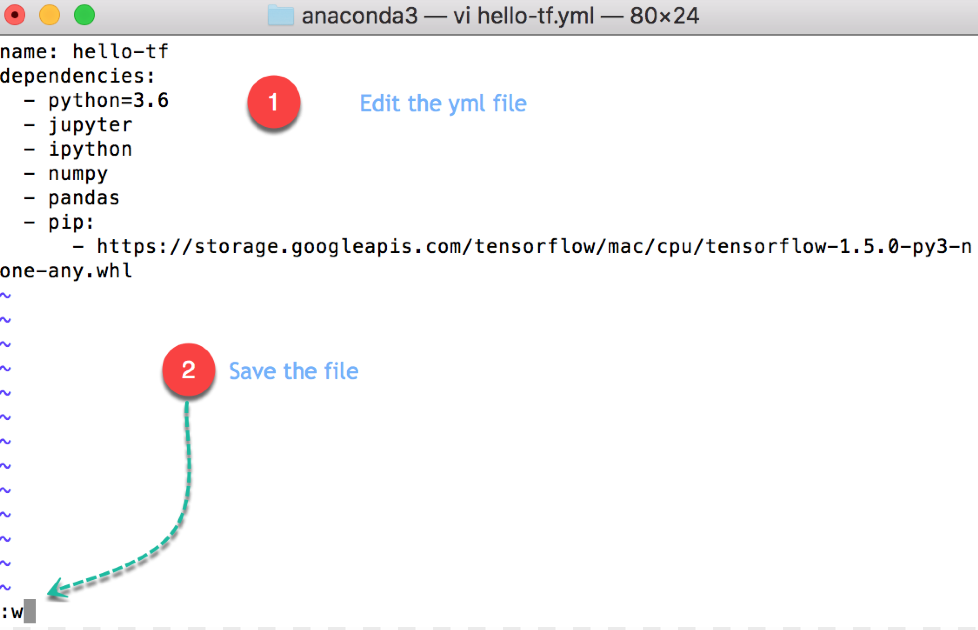 anaconda3 — vi hello-tf.yml — 80×24
name: hello-tf
dependencies:
  - python=3.6
1 Edit the yml file
  - jupyter
  - ipython
  - numpy
  - pandas
  - pip:
      - https://storage.googleapis.com/tensorflow/mac/cpu/tensorflow-1.5.0-py3-n
one-any.whl
~
~
~
~
2 Save the file
~
~
~
~
~
~
~
~
~
:w